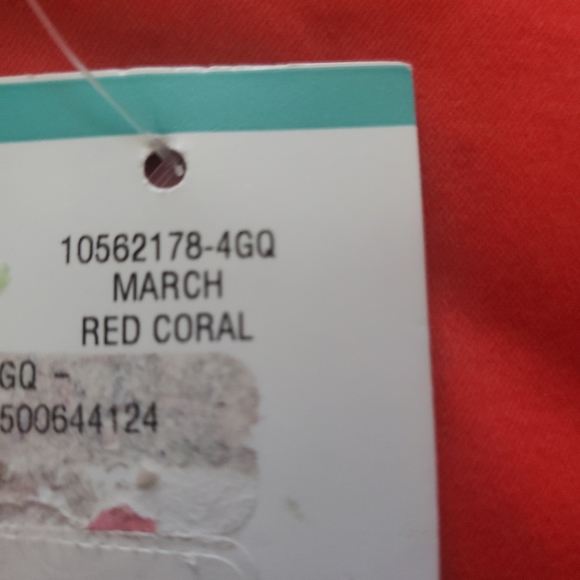 10562178-4GQ
MARCH
RED CORAL
GQ -
500644124